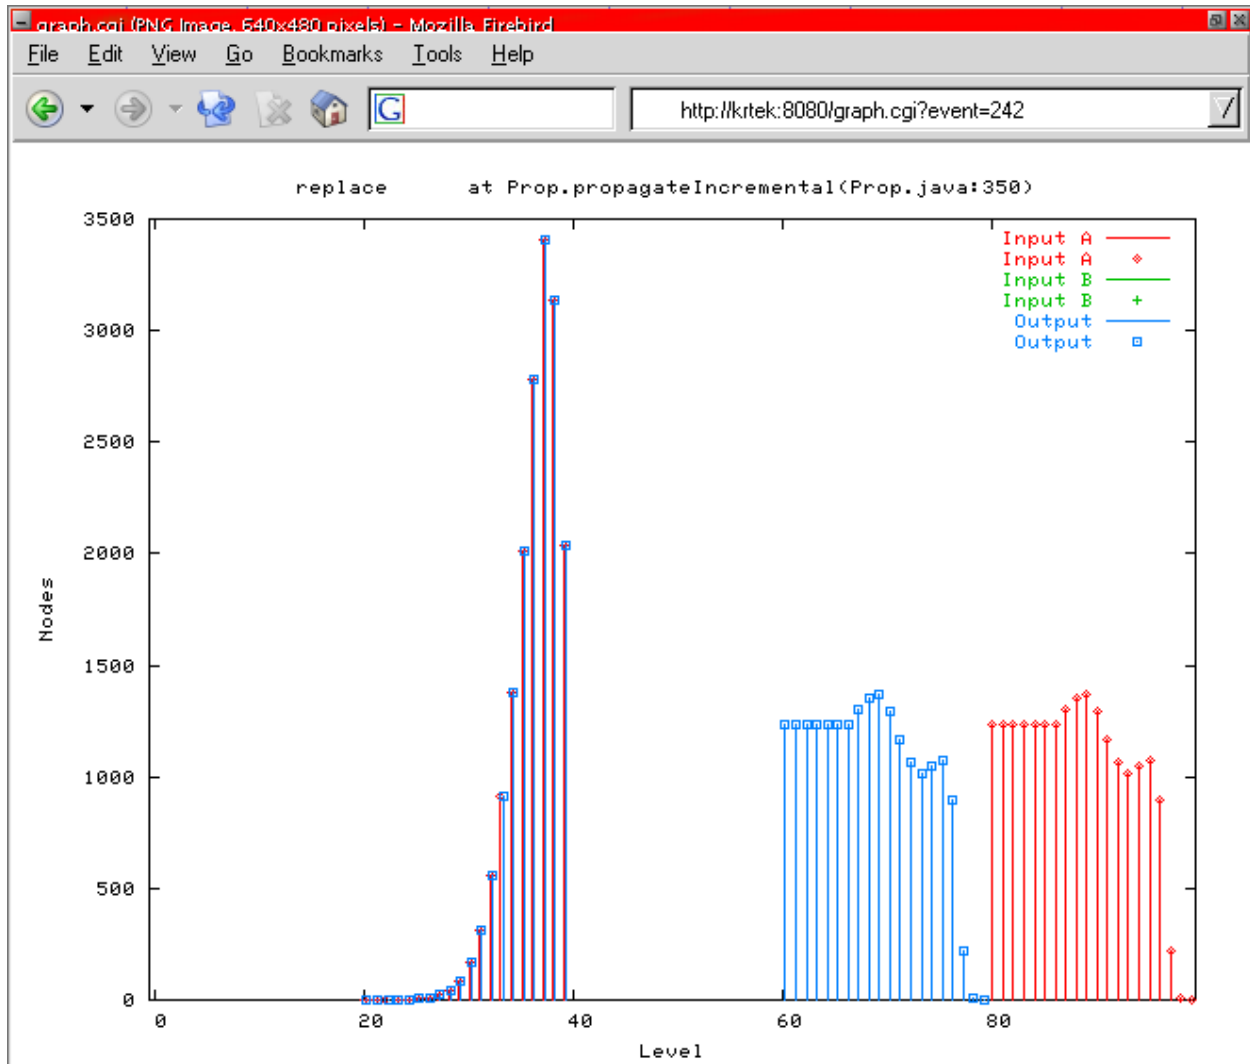 graph.cgi (PNG Image, 640x480 pixels) - Mozilla Firebird
File Edit View Go Bookmarks Tools Help
G http://krtek:8080/graph.cgi?event=242
replace at Prop.propagateIncremental(Prop.java:350)
3500
3000
2500
2000
1500
1000
500
0
Nodes
Input A
Input A
Input B
Input B
Output
Output
0 20 40 60 80
Level